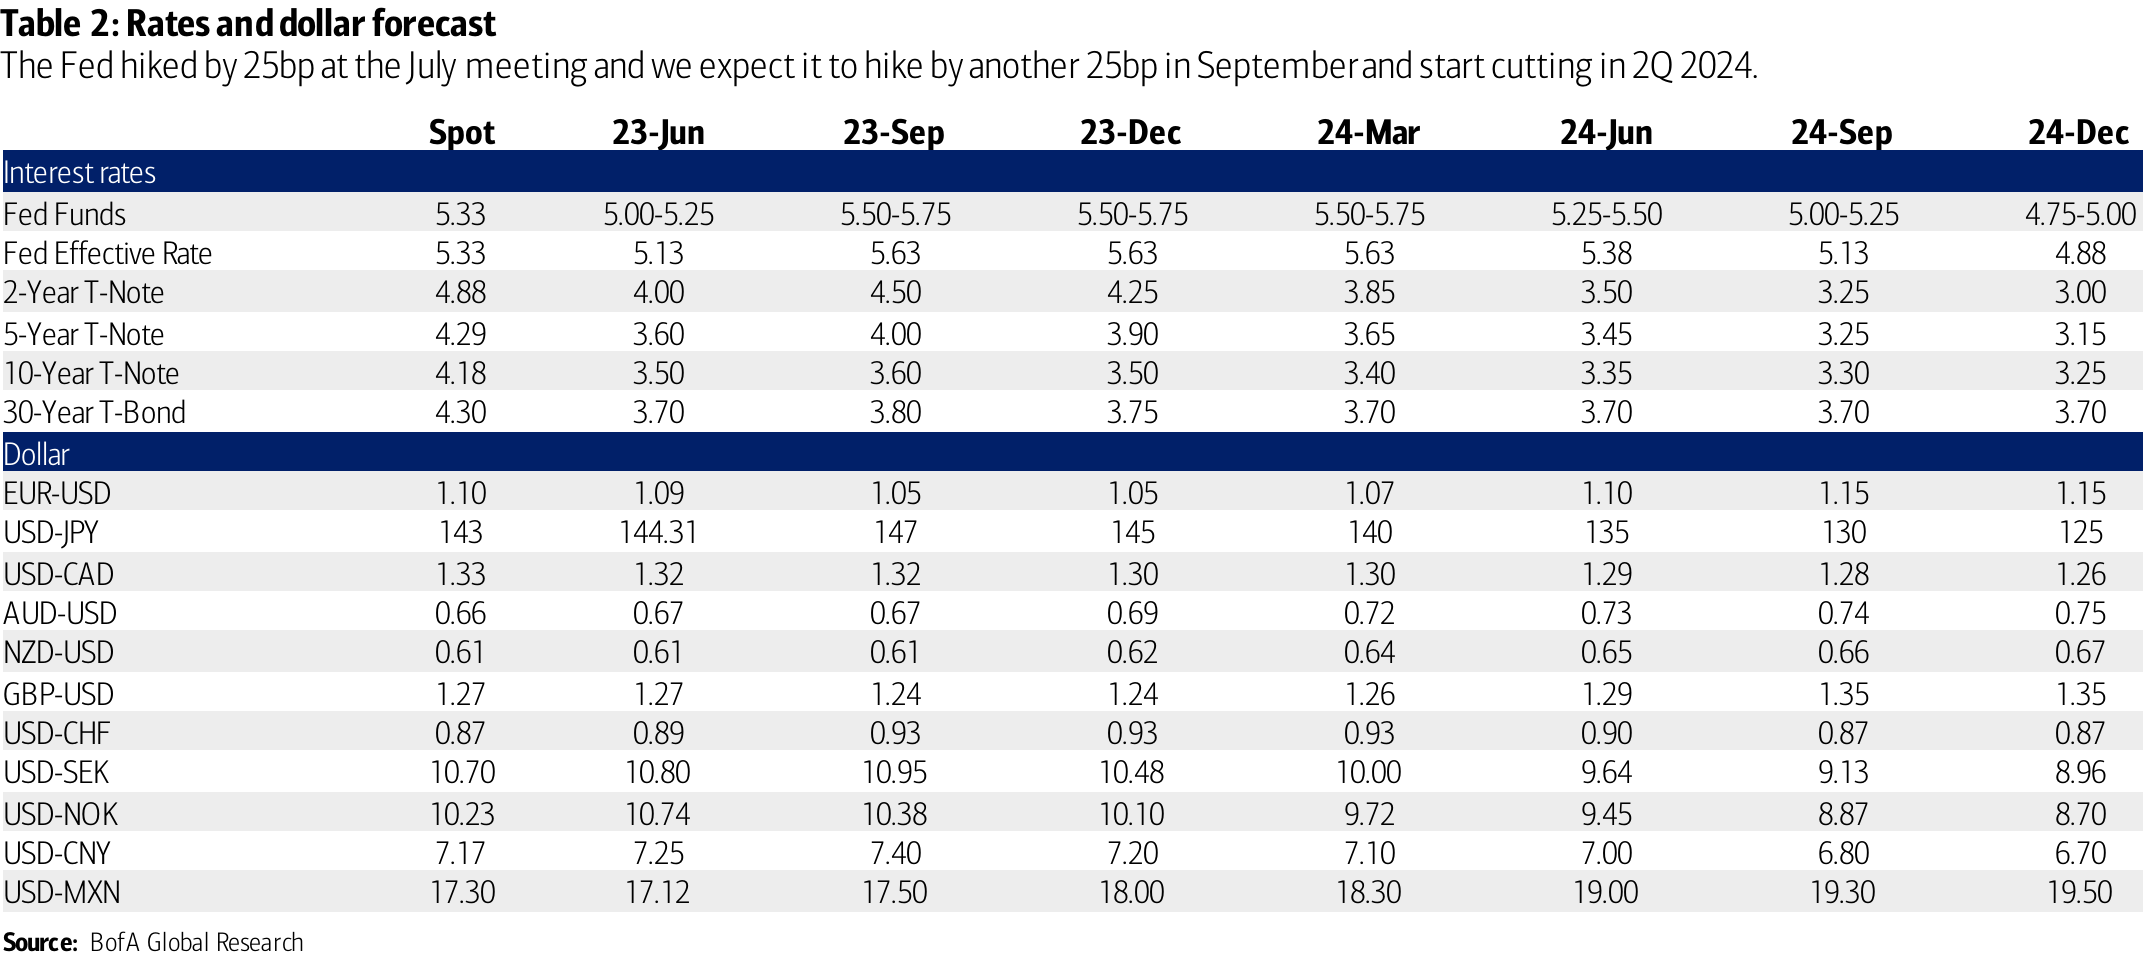 Table 2: Rates and dollar forecast
The Fed hiked by 25bp at the July meeting and we expect it to hike by another 25bp in September and start cutting in 2Q 2024.
Spot 23-Jun 23-Sep 23-Dec 24-Mar 24-Jun 24-Sep 24-Dec
Interest rates
Fed Funds 5.33 5.00-5.25 5.50-5.75 5.50-5.75 5.50-5.75 5.25-5.50 5.00-5.25 4.75-5.00
Fed Effective Rate 5.33 5.13 5.63 5.63 5.63 5.38 5.13 4.88
2-Year T-Note 4.88 4.00 4.50 4.25 3.85 3.50 3.25 3.00
5-Year T-Note 4.29 3.60 4.00 3.90 3.65 3.45 3.25 3.15
10-Year T-Note 4.18 3.50 3.60 3.50 3.40 3.35 3.30 3.25
30-Year T-Bond 4.30 3.70 3.80 3.75 3.70 3.70 3.70 3.70
Dollar
EUR-USD 1.10 1.09 1.05 1.05 1.07 1.10 1.15 1.15
USD-JPY 143 144.31 147 145 140 135 130 125
USD-CAD 1.33 1.32 1.32 1.30 1.30 1.29 1.28 1.26
AUD-USD 0.66 0.67 0.67 0.69 0.72 0.73 0.74 0.75
NZD-USD 0.61 0.61 0.61 0.62 0.64 0.65 0.66 0.67
GBP-USD 1.27 1.27 1.24 1.24 1.26 1.29 1.35 1.35
USD-CHF 0.87 0.89 0.93 0.93 0.93 0.90 0.87 0.87
USD-SEK 10.70 10.80 10.95 10.48 10.00 9.64 9.13 8.96
USD-NOK 10.23 10.74 10.38 10.10 9.72 9.45 8.87 8.70
USD-CNY 7.17 7.25 7.40 7.20 7.10 7.00 6.80 6.70
USD-MXN 17.30 17.12 17.50 18.00 18.30 19.00 19.30 19.50
Source: BofA Global Research